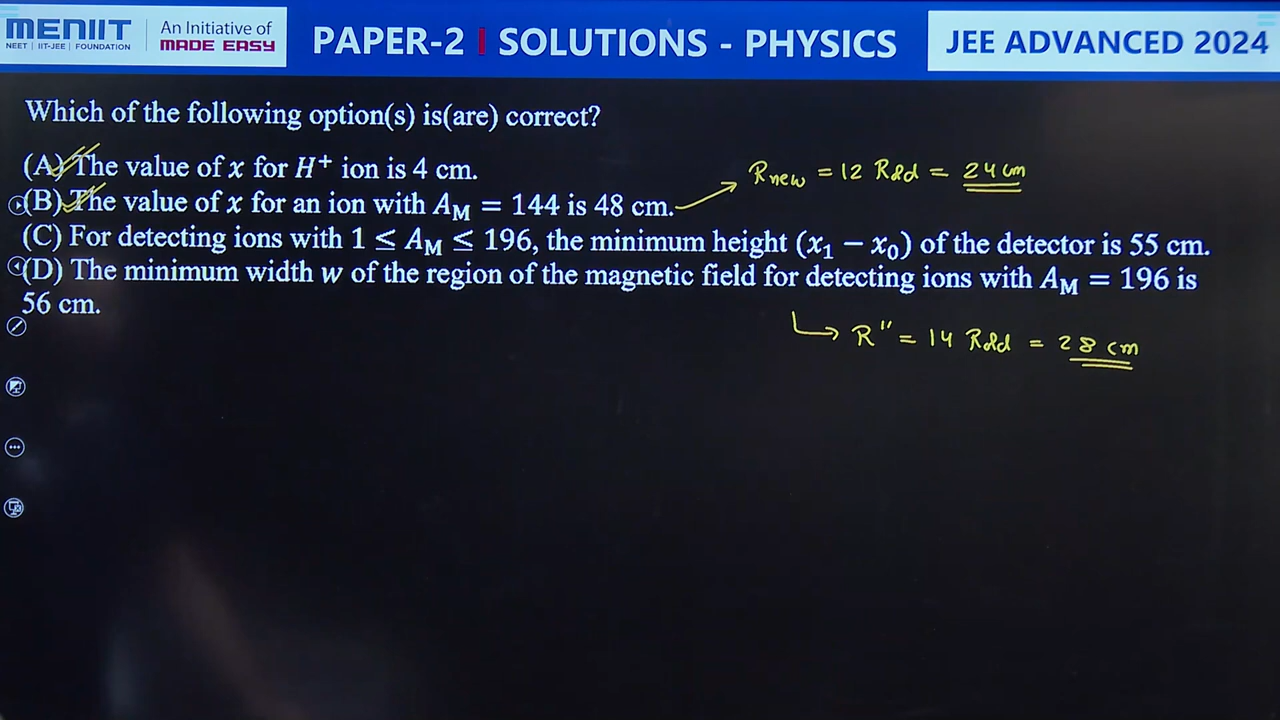 MENIIT
NEET | IIT-JEE | FOUNDATION
An Initiative of
MADE EASY
PAPER-2 | SOLUTIONS - PHYSICS
JEE ADVANCED 2024
Which of the following option(s) is(are) correct?
(A) The value of x for H⁺ ion is 4 cm.
R_new = 12 R_old = 24 cm
(B) The value of x for an ion with A_M = 144 is 48 cm.
(C) For detecting ions with 1 ≤ A_M ≤ 196, the minimum height (x₁ − x₀) of the detector is 55 cm.
(D) The minimum width w of the region of the magnetic field for detecting ions with A_M = 196 is
56 cm.
R'' = 14 R_old = 28 cm